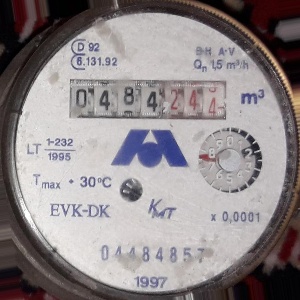 D 92
6.131.92
B-H A-V
Qn 1,5 m³/h
0484244 m³
LT 1-232
1995
Tmax + 30°C
EVK-DK
x 0,0001
04484857
1997